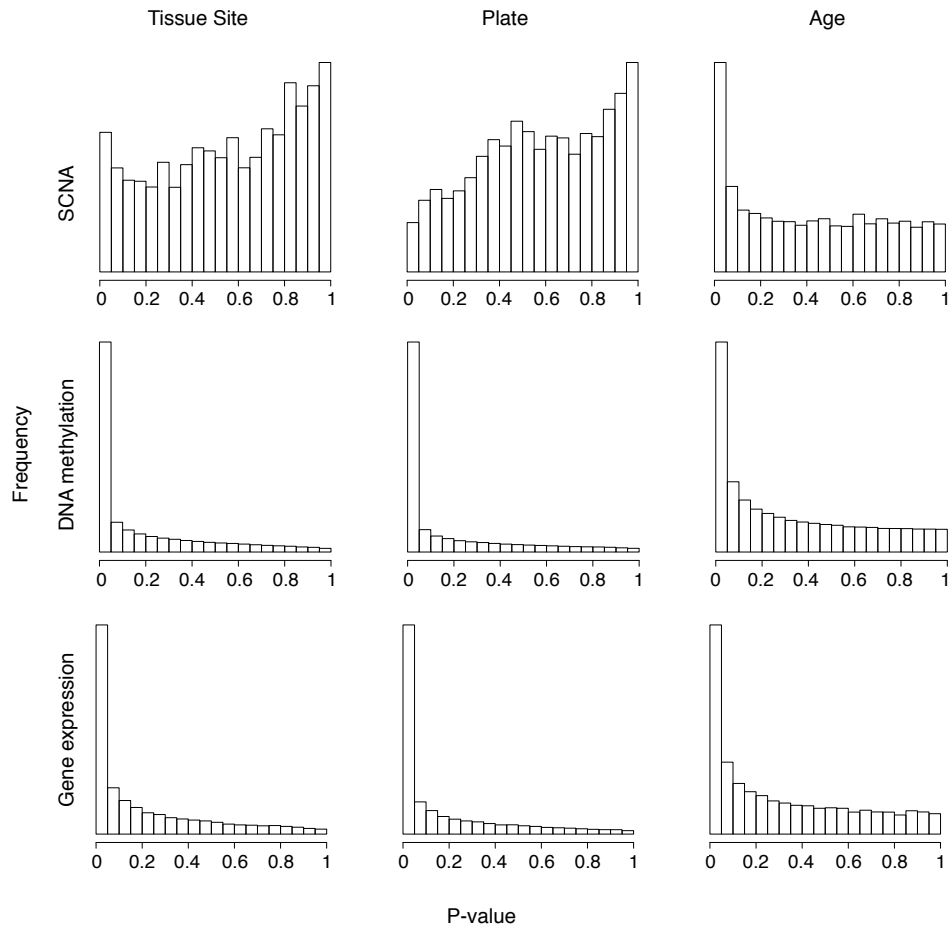 Tissue Site Plate Age
SCNA
0 0.2 0.4 0.6 0.8 1 0 0.2 0.4 0.6 0.8 1 0 0.2 0.4 0.6 0.8 1
Frequency
DNA methylation
0 0.2 0.4 0.6 0.8 1 0 0.2 0.4 0.6 0.8 1 0 0.2 0.4 0.6 0.8 1
Gene expression
0 0.2 0.4 0.6 0.8 1 0 0.2 0.4 0.6 0.8 1 0 0.2 0.4 0.6 0.8 1
P-value